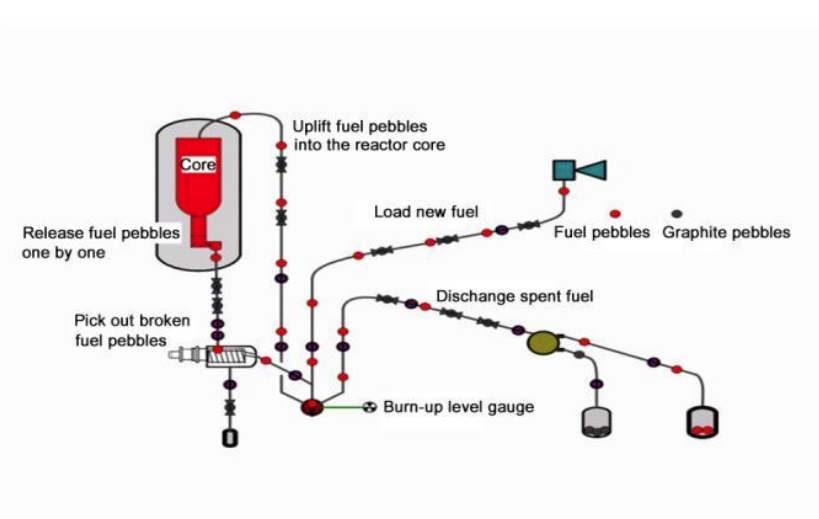 Uplift fuel pebbles
into the reactor core
Core
Load new fuel
Release fuel pebbles
one by one
Fuel pebbles
Graphite pebbles
Discharge spent fuel
Pick out broken
fuel pebbles
Burn-up level gauge